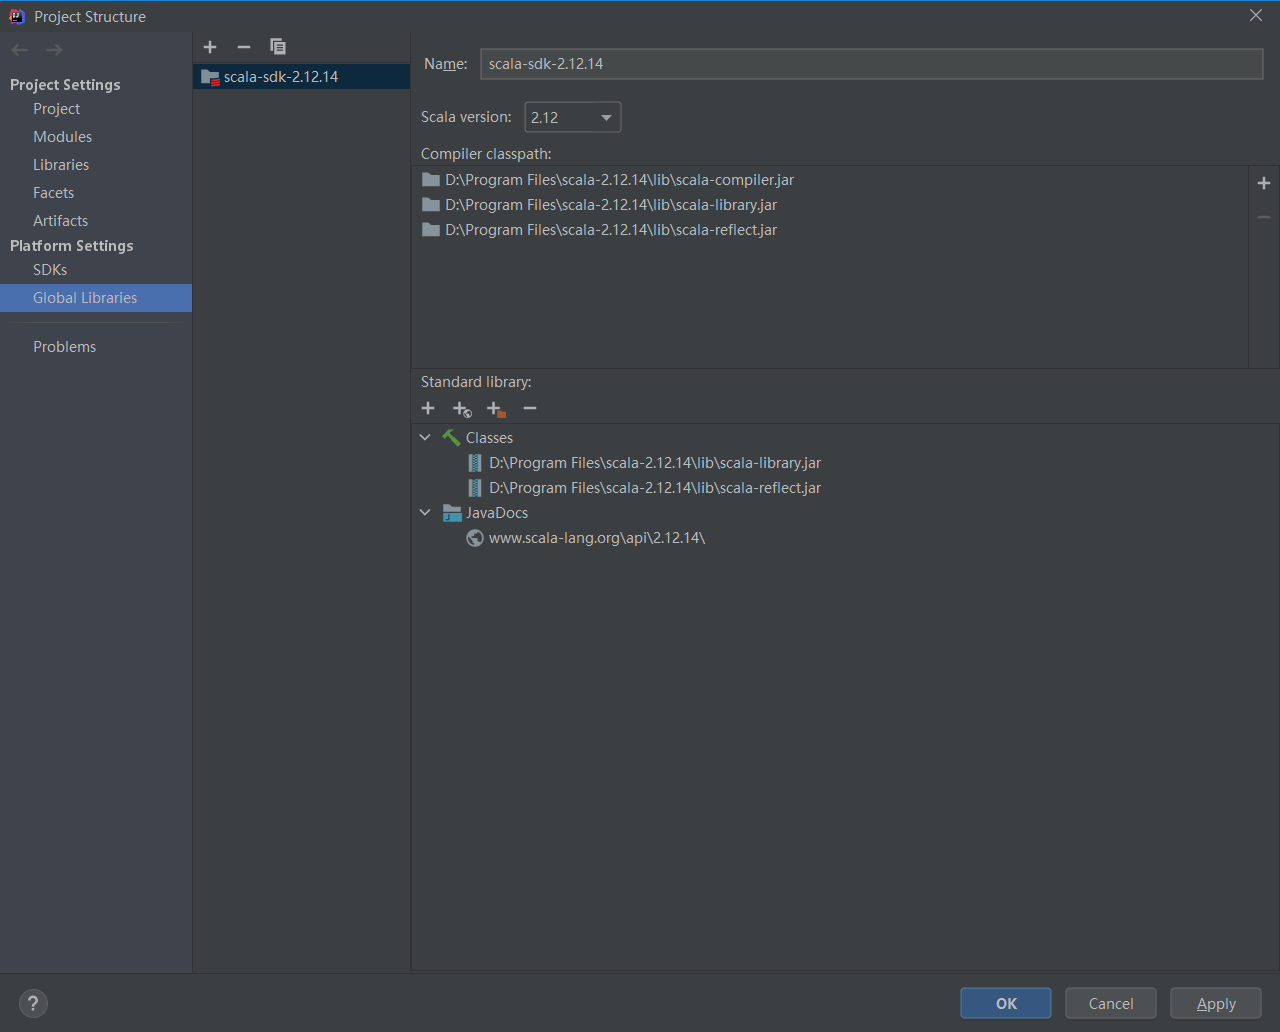 Project Structure
Project Settings
Project
Modules
Libraries
Facets
Artifacts
Platform Settings
SDKs
Global Libraries
Problems
scala-sdk-2.12.14
Name: scala-sdk-2.12.14
Scala version: 2.12
Compiler classpath:
D:\Program Files\scala-2.12.14\lib\scala-compiler.jar
D:\Program Files\scala-2.12.14\lib\scala-library.jar
D:\Program Files\scala-2.12.14\lib\scala-reflect.jar
Standard library:
Classes
D:\Program Files\scala-2.12.14\lib\scala-library.jar
D:\Program Files\scala-2.12.14\lib\scala-reflect.jar
JavaDocs
www.scala-lang.org\api\2.12.14\
? OK Cancel Apply